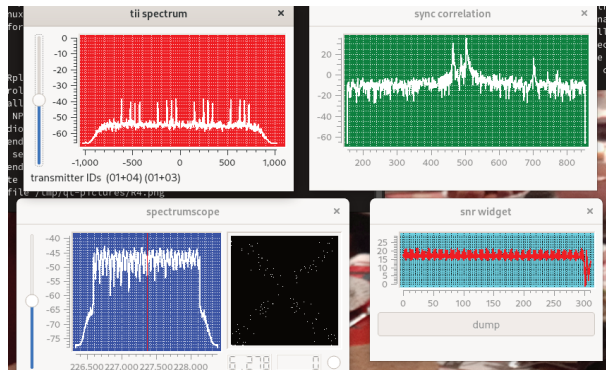 tii spectrum ×
0
-10
-20
-30
-40
-50
-60
-1,000 -500 0 500 1,000
transmitter IDs (01+04) (01+03)
sync correlation ×
20
0
-20
-40
-60
200 300 400 500 600 700 800
file /tmp/qt-pictures/R4.png
spectrumscope ×
-40
-45
-50
-55
-60
-65
-70
-75
226.500 227.000 227.500 228.000
6.278 0
snr widget ×
25
20
15
10
5
0
0 50 100 150 200 250 300
dump